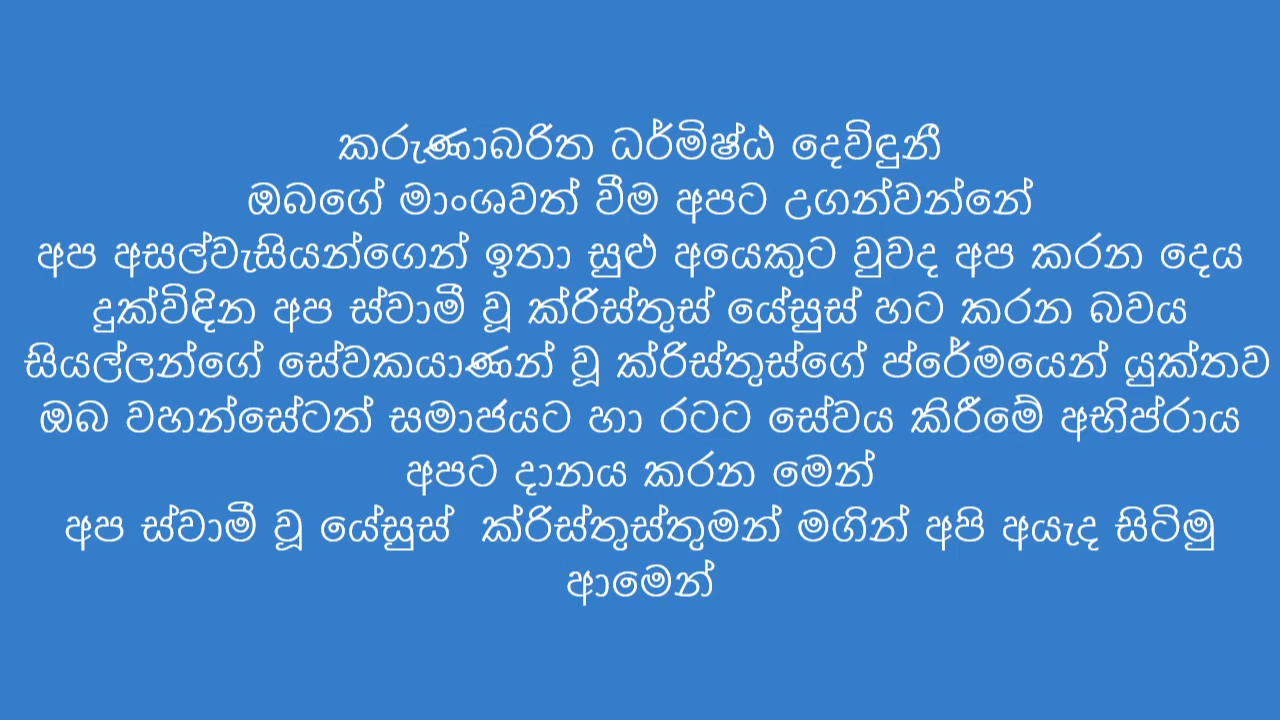 කරුණාබරිත ධර්මිෂ්ඨ දෙවිඳුනී
ඔබගේ මාංශවත් වීම අපට උගන්වන්නේ
අප අසල්වැසියන්ගෙන් ඉතා සුළු අයෙකුට වුවද අප කරන දෙය
දුක්විඳින අප ස්වාමී වූ ක්රිස්තුස් යේසුස් හට කරන බවය
සියල්ලන්ගේ සේවකයාණන් වූ ක්රිස්තුස්ගේ ප්රේමයෙන් යුක්තව
ඔබ වහන්සේටත් සමාජයට හා රටට සේවය කිරීමේ අභිප්රාය
අපට දානය කරන මෙන්
අප ස්වාමී වූ යේසුස්  ක්රිස්තුස්තුමන් මගින් අපි අයැද සිටිමු
ආමෙන්